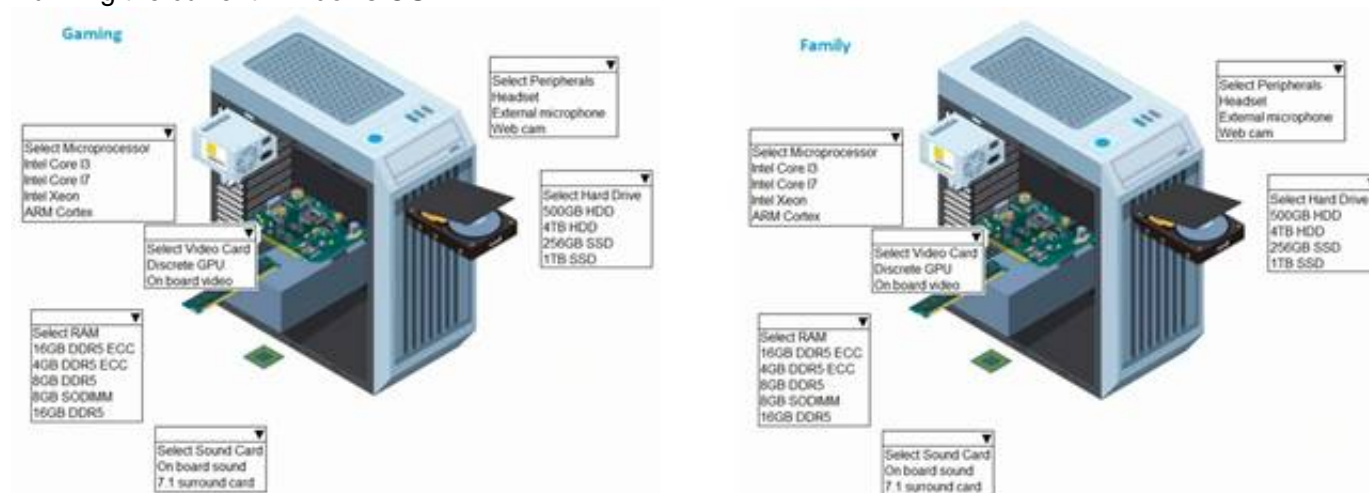 Gaming
Select Peripherals
Headset
External microphone
Web cam
Select Microprocessor
Intel Core I3
Intel Core I7
Intel Xeon
ARM Cortex
Select Hard Drive
500GB HDD
4TB HDD
256GB SSD
1TB SSD
Select Video Card
Discrete GPU
On board video
Select RAM
16GB DDR5 ECC
4GB DDR5 ECC
8GB DDR5
8GB SODIMM
16GB DDR5
Select Sound Card
On board sound
7.1 surround card
Family
Select Peripherals
Headset
External microphone
Web cam
Select Microprocessor
Intel Core I3
Intel Core I7
Intel Xeon
ARM Cortex
Select Hard Drive
500GB HDD
4TB HDD
256GB SSD
1TB SSD
Select Video Card
Discrete GPU
On board video
Select RAM
16GB DDR5 ECC
4GB DDR5 ECC
8GB DDR5
8GB SODIMM
16GB DDR5
Select Sound Card
On board sound
7.1 surround card